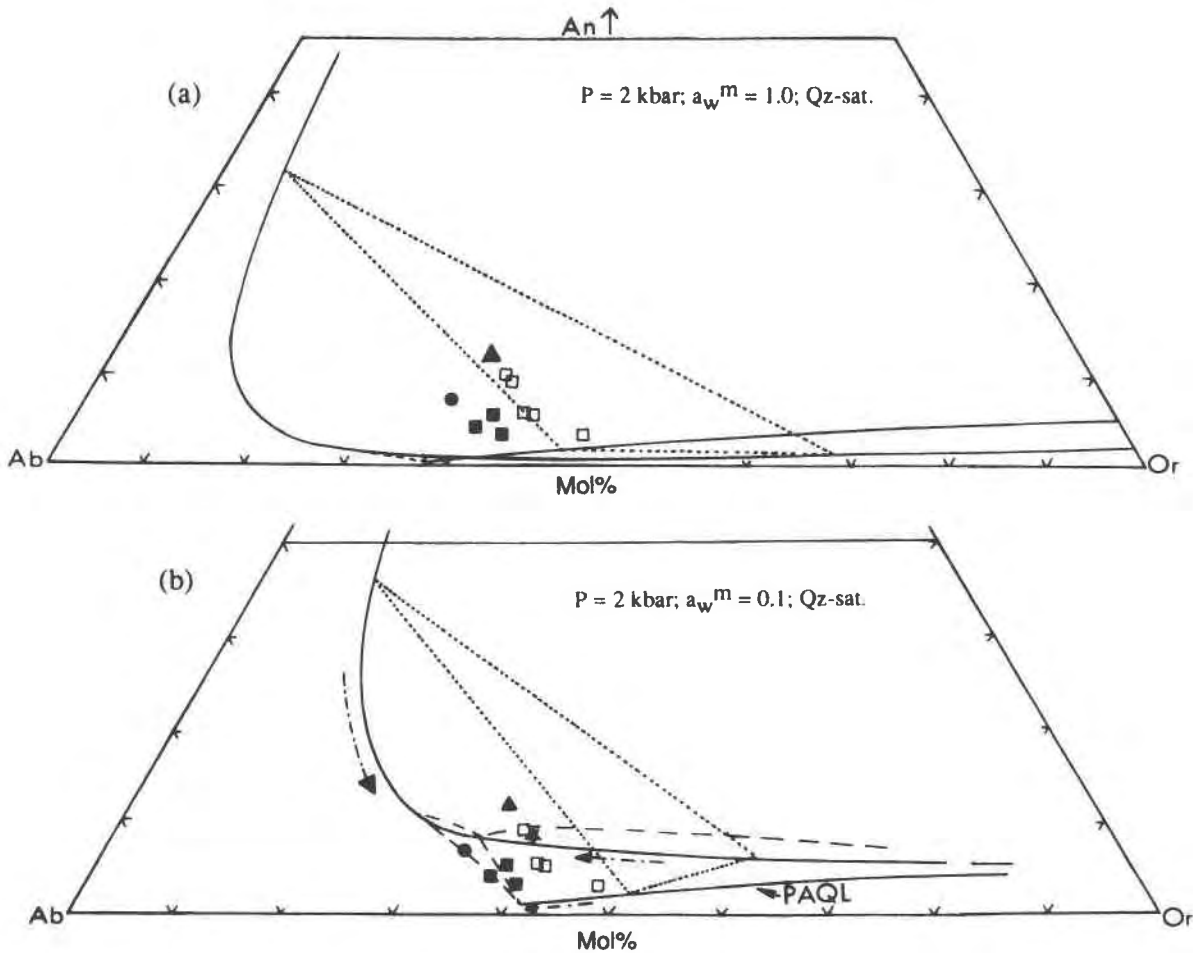 An↑
(a)
P = 2 kbar; a_w^m = 1.0; Qz-sat.
Ab
Or
Mol%
(b)
P = 2 kbar; a_w^m = 0.1; Qz-sat.
PAQL
Ab
Or
Mol%